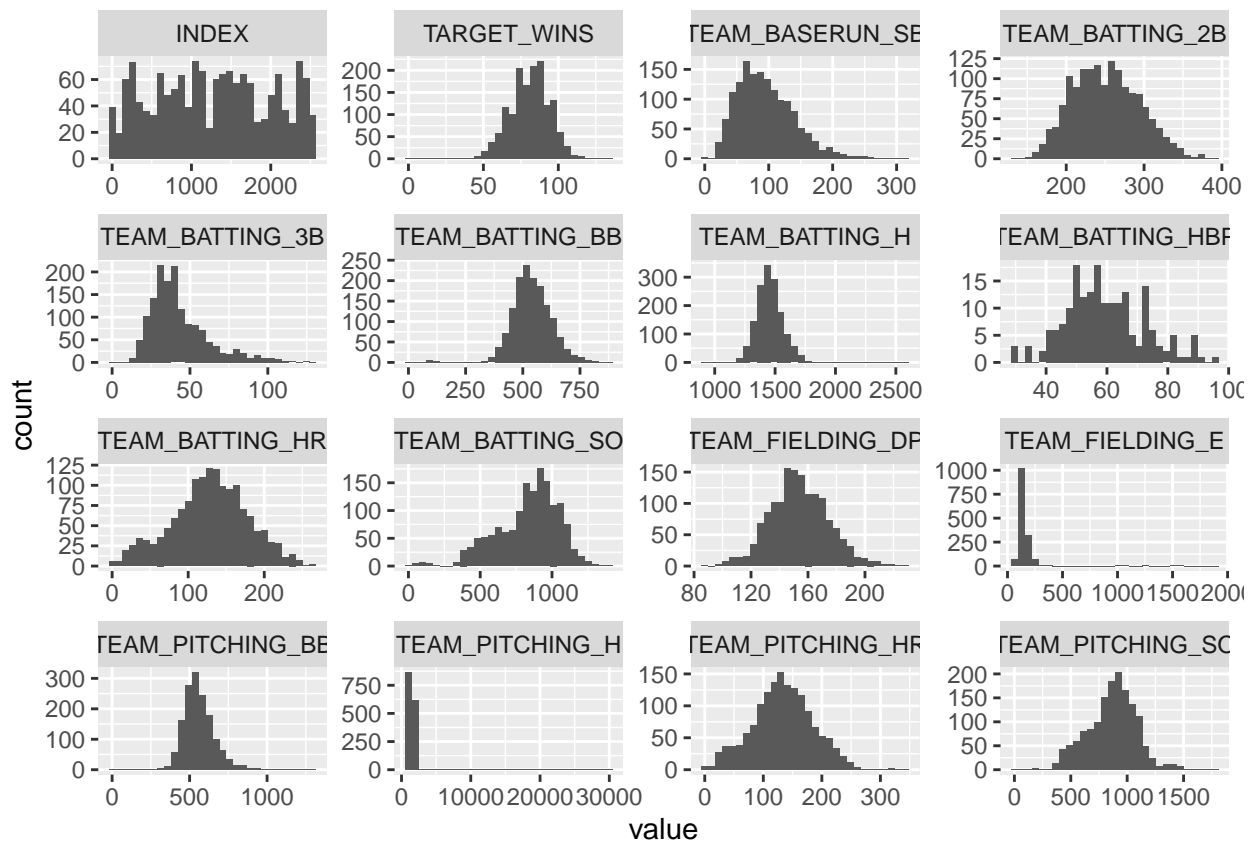 INDEX TARGET_WINS TEAM_BASERUN_SB TEAM_BATTING_2B
60 40 20 0
0 1000 2000
200 150 100 50 0
0 50 100
150 100 50 0
0 100 200 300
125 100 75 50 25 0
200 300 400
TEAM_BATTING_3B TEAM_BATTING_BB TEAM_BATTING_H TEAM_BATTING_HBP
200 150 100 50 0
0 50 100
250 200 150 100 50 0
0 250 500 750
300 200 100 0
1000 1500 2000 2500
15 10 5 0
40 60 80 100
TEAM_BATTING_HR TEAM_BATTING_SO TEAM_FIELDING_DP TEAM_FIELDING_E
125 100 75 50 25 0
0 100 200
150 100 50 0
0 500 1000
150 100 50 0
80 120 160 200
1000 750 500 250 0
0 500 1000 1500 2000
TEAM_PITCHING_BB TEAM_PITCHING_H TEAM_PITCHING_HR TEAM_PITCHING_SO
300 200 100 0
0 500 1000
750 500 250 0
0 10000 20000 30000
150 100 50 0
0 100 200 300
200 150 100 50 0
0 500 1000 1500
count
value